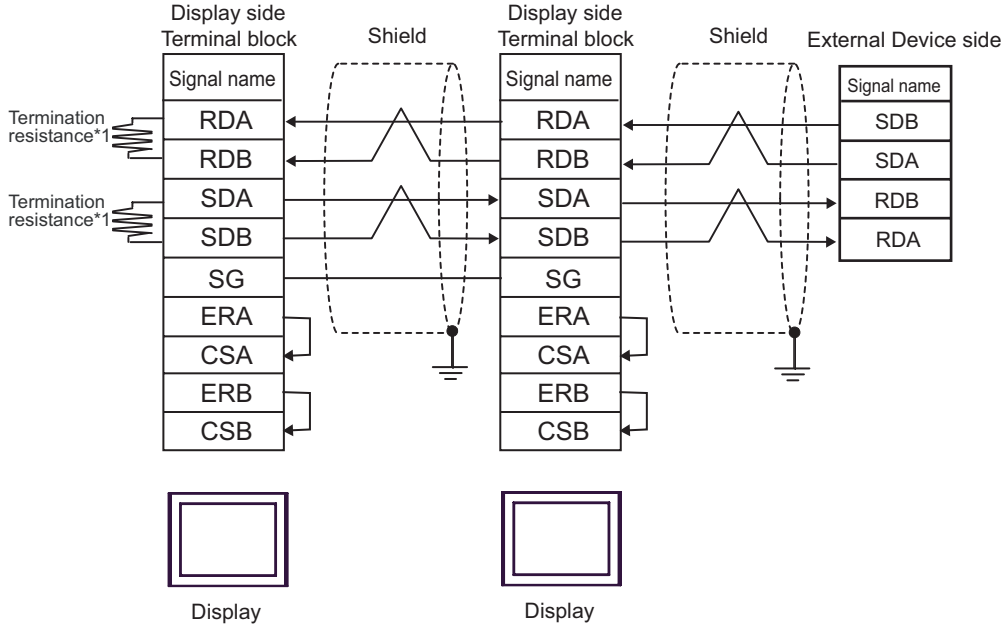 Display side
Terminal block
Shield
Display side
Terminal block
Shield
External Device side
Signal name
RDA
RDB
SDA
SDB
SG
ERA
CSA
ERB
CSB
Termination
resistance*1
Termination
resistance*1
Signal name
RDA
RDB
SDA
SDB
SG
ERA
CSA
ERB
CSB
Signal name
SDB
SDA
RDB
RDA
Display
Display